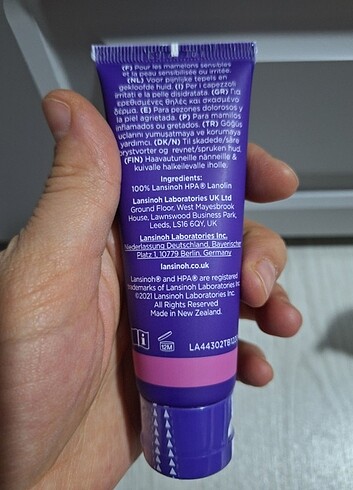 (F) Pour les mamelons sensibles
et la peau sensibilisée ou irritée.
(NL) Voor pijnlijke tepels en
gekloofde huid. (I) Per i capezzoli
irritati e la pelle disidratata. (GR) Για
ερεθισμένες θηλές και σκασμένο
δέρμα. (E) Para pezones dolorosos y
la piel agrietada. (P) Para mamilos
inflamados ou gretados. (TR) Göğüs
uçlarını yumuşatmaya ve korumaya
yardımcı. (DK/N) Til skadede/såre
brystvorter og revnet/sprukken hud.
(FIN) Haavautuneille nänneille &
kuivalle halkeilevalle iholle.
Ingredients:
100% Lansinoh HPA® Lanolin
Lansinoh Laboratories UK Ltd
Ground Floor, West Mayesbrook
House, Lawnswood Business Park,
Leeds, LS16 6QY, UK
Lansinoh Laboratories Inc.
Niederlassung Deutschland, Bayerischer
Platz 1, 10779 Berlin, Germany
lansinoh.co.uk
Lansinoh® and HPA® are registered
trademarks of Lansinoh Laboratories Inc
©2021 Lansinoh Laboratories Inc.
All Rights Reserved
Made in New Zealand.
12M